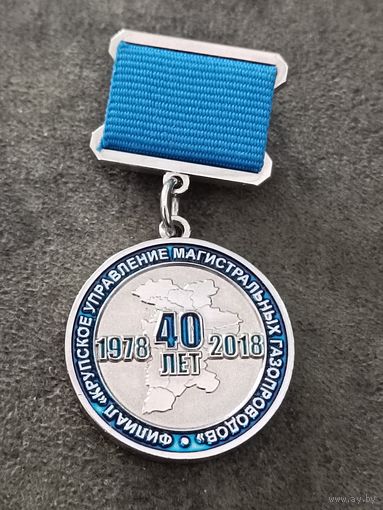 ФИЛИАЛ «КРУПСКОЕ УПРАВЛЕНИЕ МАГИСТРАЛЬНЫХ ГАЗОПРОВОДОВ»
1978 40 ЛЕТ 2018
www.ay.by